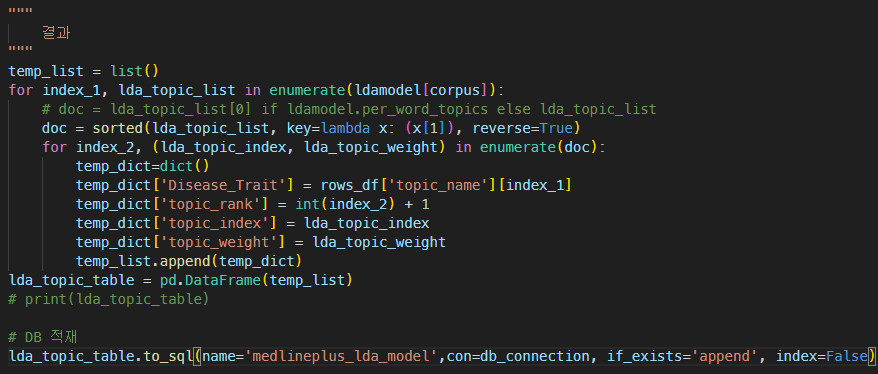 """
    결과
"""
temp_list = list()
for index_1, lda_topic_list in enumerate(ldamodel[corpus]):
    # doc = lda_topic_list[0] if ldamodel.per_word_topics else lda_topic_list
    doc = sorted(lda_topic_list, key=lambda x: (x[1]), reverse=True)
    for index_2, (lda_topic_index, lda_topic_weight) in enumerate(doc):
        temp_dict=dict()
        temp_dict['Disease_Trait'] = rows_df['topic_name'][index_1]
        temp_dict['topic_rank'] = int(index_2) + 1
        temp_dict['topic_index'] = lda_topic_index
        temp_dict['topic_weight'] = lda_topic_weight
        temp_list.append(temp_dict)
lda_topic_table = pd.DataFrame(temp_list)
# print(lda_topic_table)

# DB 적재
lda_topic_table.to_sql(name='medlineplus_lda_model',con=db_connection, if_exists='append', index=False)